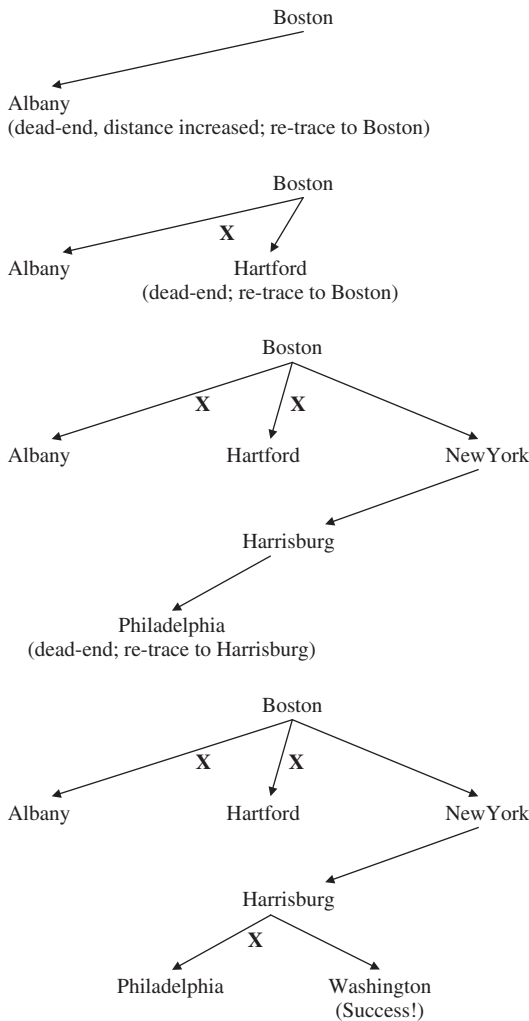 Boston
Albany
(dead-end, distance increased; re-trace to Boston)
Boston
X
Albany
Hartford
(dead-end; re-trace to Boston)
Boston
X X
Albany Hartford NewYork
Harrisburg
Philadelphia
(dead-end; re-trace to Harrisburg)
Boston
X X
Albany Hartford NewYork
Harrisburg
X
Philadelphia Washington
(Success!)